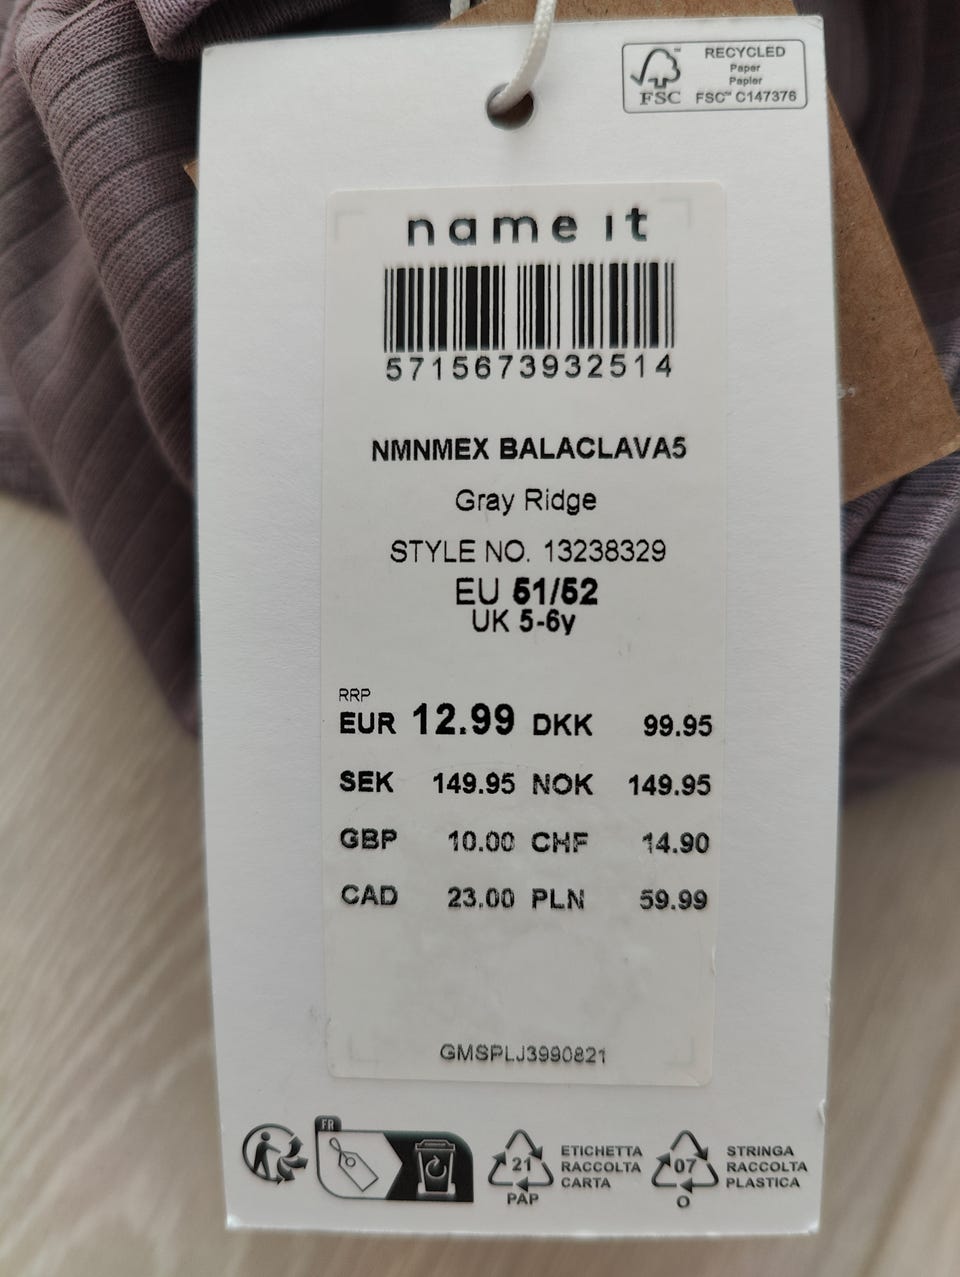 RECYCLED
Paper
Papier
FSC™ C147376
FSC™
name it
5715673932514
NMNMEX BALACLAVA5
Gray Ridge
STYLE NO. 13238329
EU 51/52
UK 5-6y
RRP
EUR 12.99 DKK 99.95
SEK 149.95 NOK 149.95
GBP 10.00 CHF 14.90
CAD 23.00 PLN 59.99
GMSPLJ3990821
FR
21
PAP
ETICHETTA
RACCOLTA
CARTA
07
O
STRINGA
RACCOLTA
PLASTICA